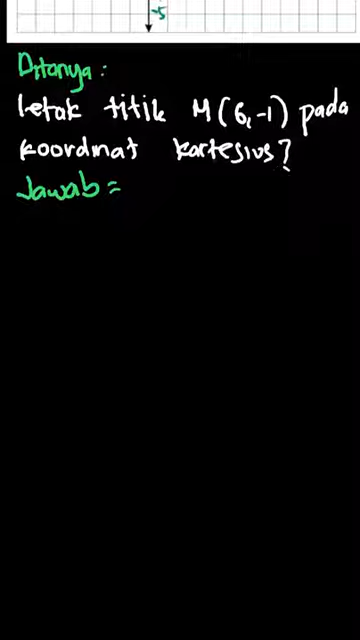 -5
Ditanya :
letak titik M(6,-1) pada
koordinat kartesius?
Jawab =